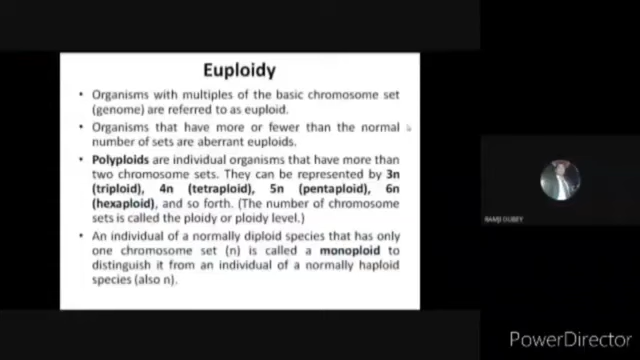 Euploidy
• Organisms with multiples of the basic chromosome set
(genome) are referred to as euploid.
• Organisms that have more or fewer than the normal
number of sets are aberrant euploids.
• Polyploids are individual organisms that have more than
two chromosome sets. They can be represented by 3n
(triploid), 4n (tetraploid), 5n (pentaploid), 6n
(hexaploid), and so forth. (The number of chromosome
sets is called the ploidy or ploidy level.)
• An individual of a normally diploid species that has only
one chromosome set (n) is called a monoploid to
distinguish it from an individual of a normally haploid
species (also n).
RAMJI DUBEY
PowerDirector